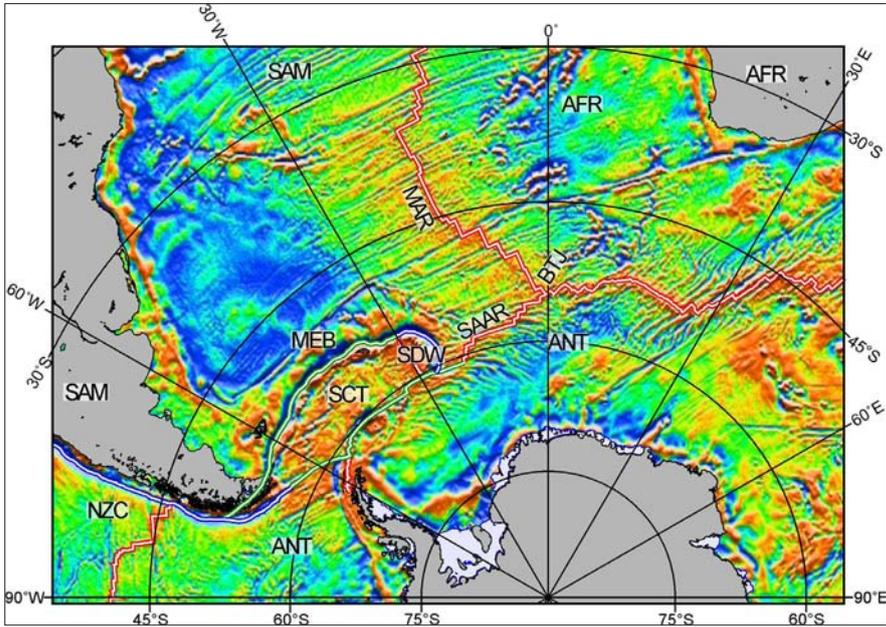 30˚W
0˚
30˚E
SAM
AFR
AFR
30˚S
MAR
BTJ
60˚W
30˚S
MEB
SDW
SAAR
ANT
45˚S
SAM
SCT
60˚E
NZC
ANT
90˚W
90˚E
45˚S
60˚S
75˚S
75˚S
60˚S